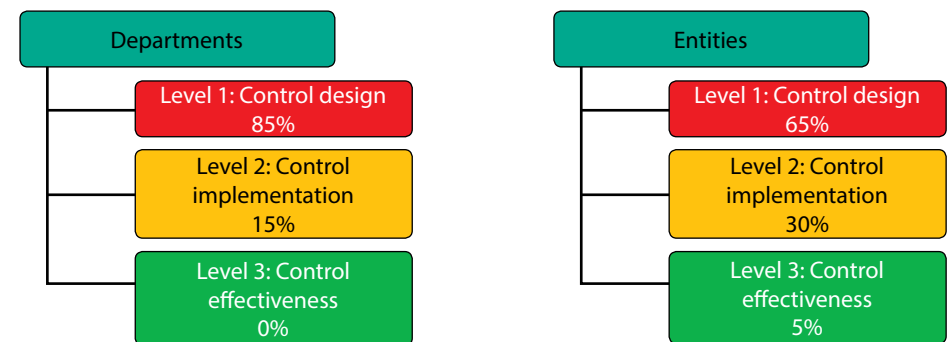 Departments
Level 1: Control design
85%
Level 2: Control
implementation
15%
Level 3: Control
effectiveness
0%
Entities
Level 1: Control design
65%
Level 2: Control
implementation
30%
Level 3: Control
effectiveness
5%